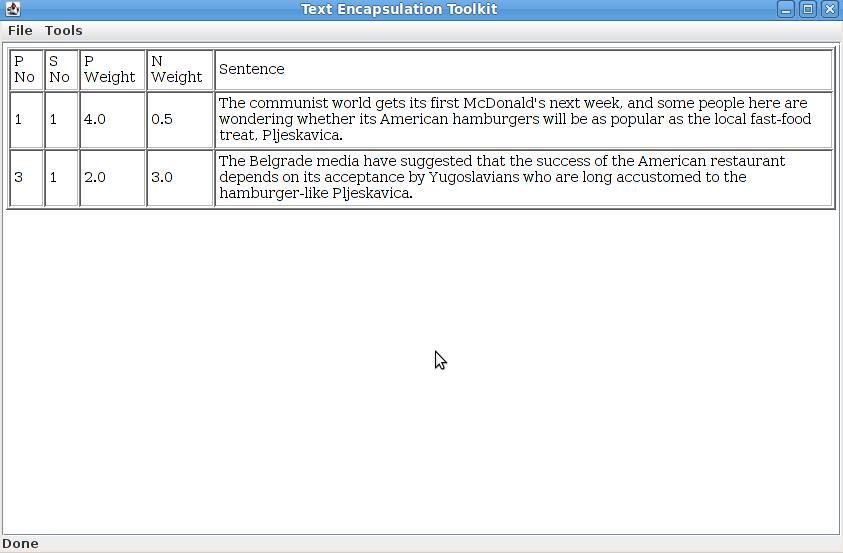 Text Encapsulation Toolkit
File Tools
P No S No P Weight N Weight Sentence
1 1 4.0 0.5 The communist world gets its first McDonald's next week, and some people here are
wondering whether its American hamburgers will be as popular as the local fast-food
treat, Pljeskavica.
3 1 2.0 3.0 The Belgrade media have suggested that the success of the American restaurant
depends on its acceptance by Yugoslavians who are long accustomed to the
hamburger-like Pljeskavica.
Done